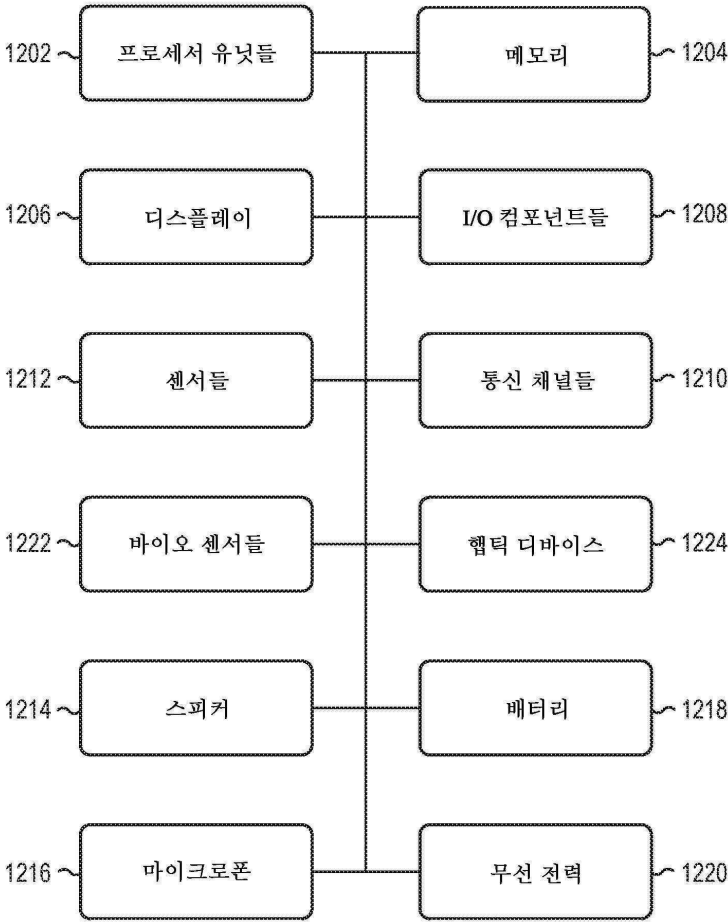 1202 프로세서 유닛들 메모리 1204
1206 디스플레이 I/O 컴포넌트들 1208
1212 센서들 통신 채널들 1210
1222 바이오 센서들 햅틱 디바이스 1224
1214 스피커 배터리 1218
1216 마이크로폰 무선 전력 1220